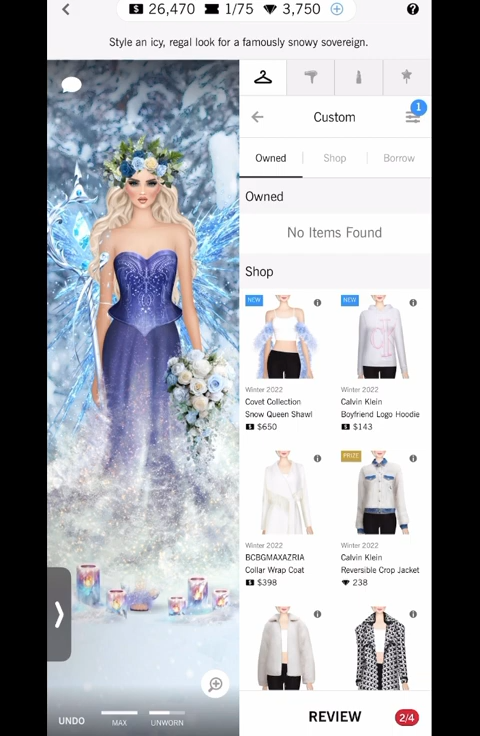 26,470 1/75 3,750
Style an icy, regal look for a famously snowy sovereign.
1
Custom
Owned Shop Borrow
Owned
No Items Found
Shop
NEW NEW
Winter 2022 Winter 2022
Covet Collection Calvin Klein
Snow Queen Shawl Boyfriend Logo Hoodie
$650 $143
PRIZE
Winter 2022 Winter 2022
BCBGMAXAZRIA Calvin Klein
Collar Wrap Coat Reversible Crop Jacket
$398 238
UNDO MAX UNWORN
REVIEW 2/4